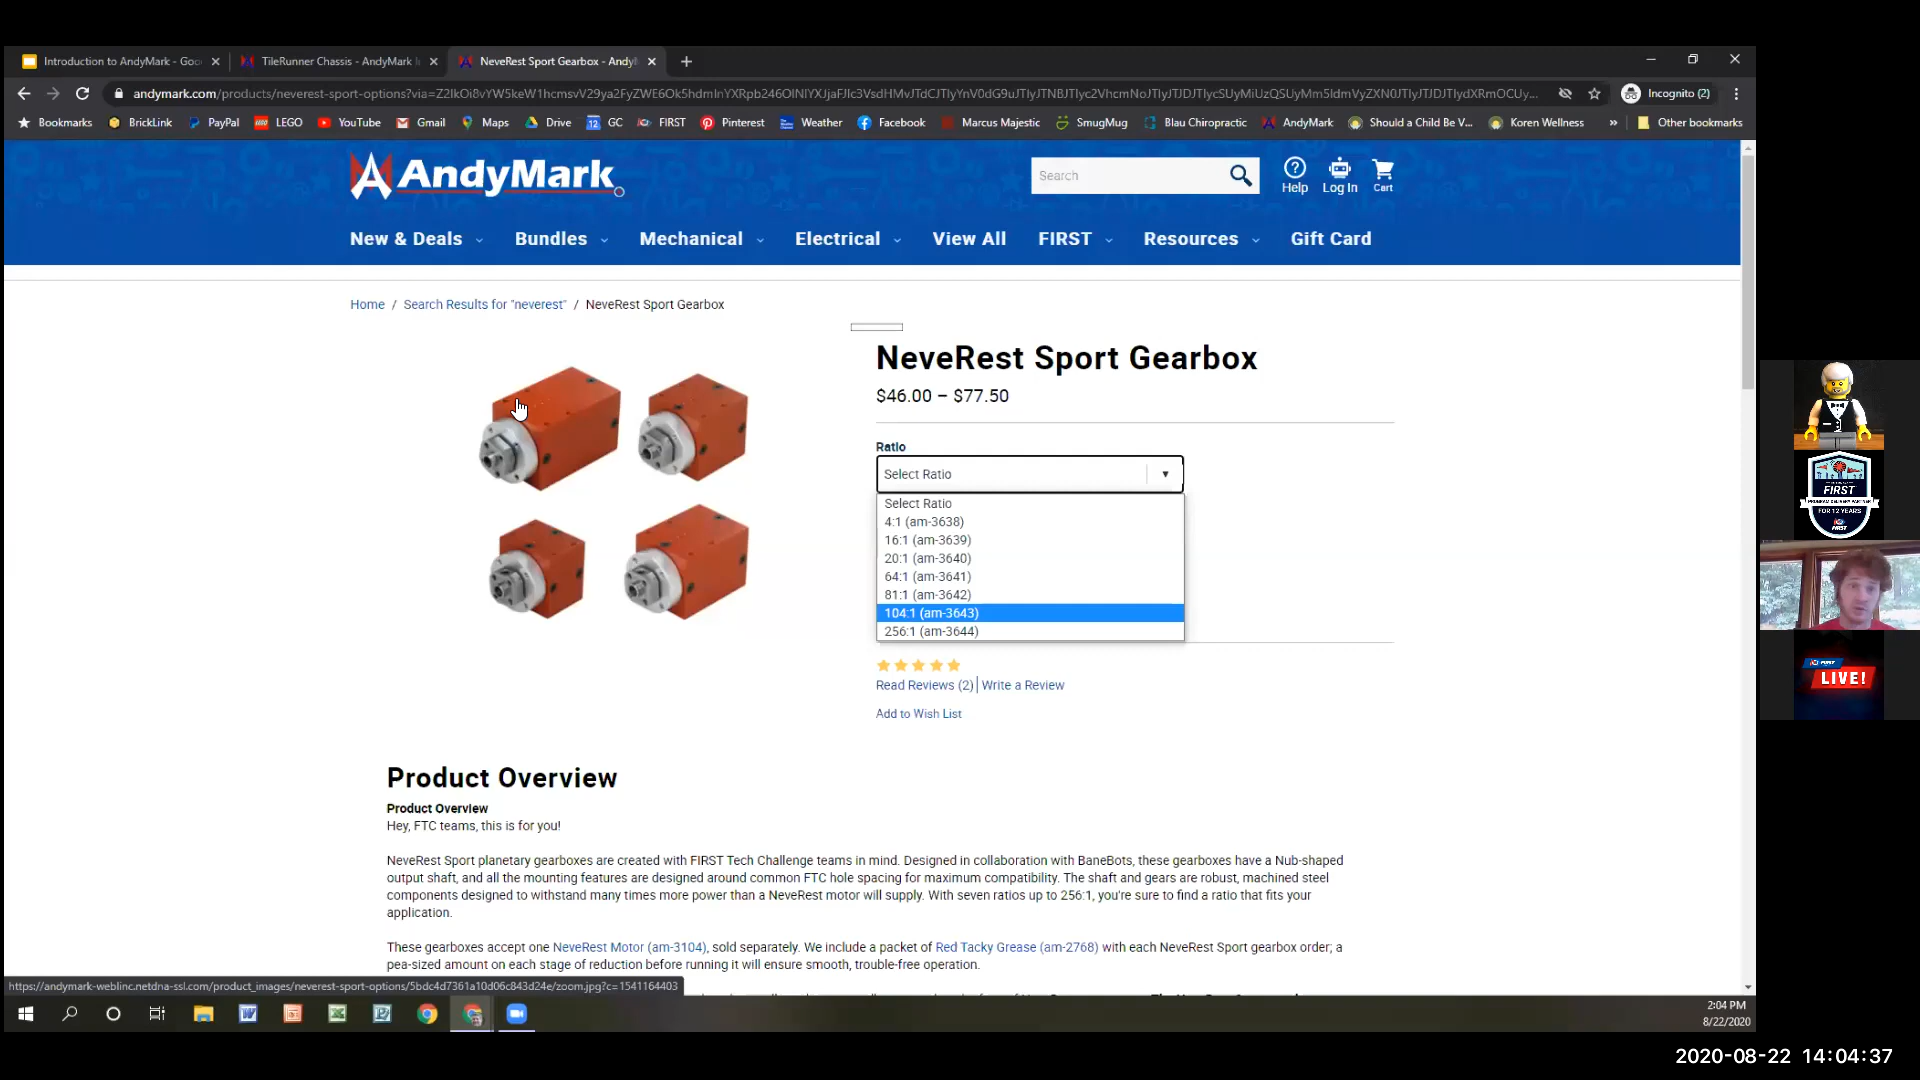 Introduction to AndyMark - Goo
TileRunner Chassis - AndyMark I
NeveRest Sport Gearbox - Andy
Incognito (2)
Bookmarks
BrickLink
PayPal
LEGO
YouTube
Gmail
Maps
Drive
12 GC
FIRST
Pinterest
Weather
Facebook
Marcus Majestic
SmugMug
Blau Chiropractic
AndyMark
Should a Child Be V...
Koren Wellness
»
Other bookmarks
AndyMark
Search
Help
Log In
Cart
New & Deals
Bundles
Mechanical
Electrical
View All
FIRST
Resources
Gift Card
Home / Search Results for "neverest" / NeveRest Sport Gearbox
NeveRest Sport Gearbox
$46.00 – $77.50
Ratio
Select Ratio
Select Ratio
4:1 (am-3638)
16:1 (am-3639)
20:1 (am-3640)
64:1 (am-3641)
81:1 (am-3642)
104:1 (am-3643)
256:1 (am-3644)
Read Reviews (2) | Write a Review
Add to Wish List
Product Overview
Product Overview
Hey, FTC teams, this is for you!
NeveRest Sport planetary gearboxes are created with FIRST Tech Challenge teams in mind. Designed in collaboration with BaneBots, these gearboxes have a Nub-shaped
output shaft, and all the mounting features are designed around common FTC hole spacing for maximum compatibility. The shaft and gears are robust, machined steel
components designed to withstand many times more power than a NeveRest motor will supply. With seven ratios up to 256:1, you're sure to find a ratio that fits your
application.
These gearboxes accept one NeveRest Motor (am-3104), sold separately. We include a packet of Red Tacky Grease (am-2768) with each NeveRest Sport gearbox order; a
pea-sized amount on each stage of reduction before running it will ensure smooth, trouble-free operation.
https://andymark-weblinc.netdna-ssl.com/product_images/neverest-sport-options/5bdc4d7361a10d06c843d24e/zoom.jpg?c=1541164403
2:04 PM
8/22/2020
FIRST
PROGRAM DELIVERY PARTNER
FOR 12 YEARS
FIRST
FIRST
LIVE!
2020-08-22 14:04:37